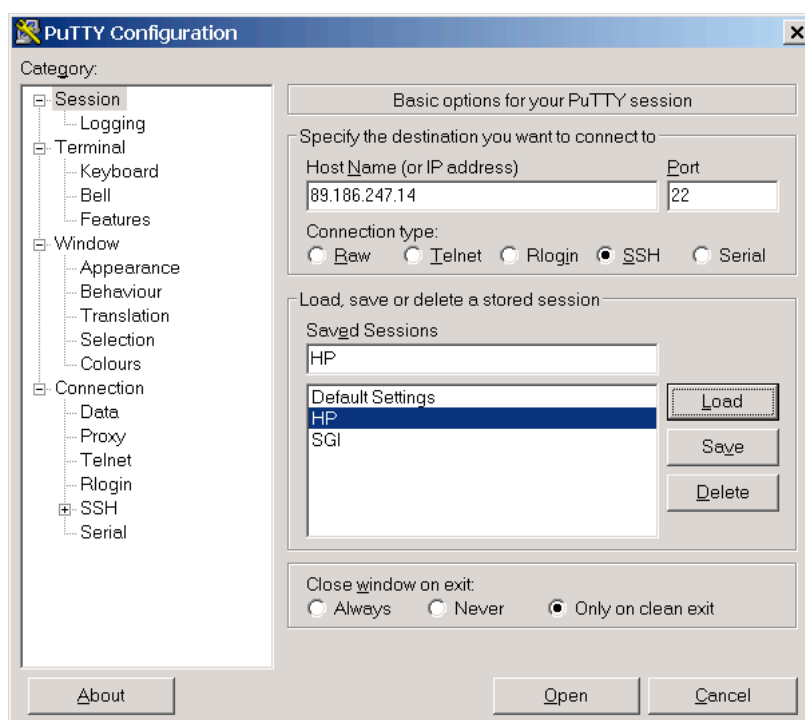 PuTTY Configuration
Category:
Session
Logging
Terminal
Keyboard
Bell
Features
Window
Appearance
Behaviour
Translation
Selection
Colours
Connection
Data
Proxy
Telnet
Rlogin
SSH
Serial
Basic options for your PuTTY session
Specify the destination you want to connect to
Host Name (or IP address) Port
89.186.247.14 22
Connection type:
Raw Telnet Rlogin SSH Serial
Load, save or delete a stored session
Saved Sessions
HP
Default Settings
HP
SGI
Load
Save
Delete
Close window on exit:
Always Never Only on clean exit
About Open Cancel